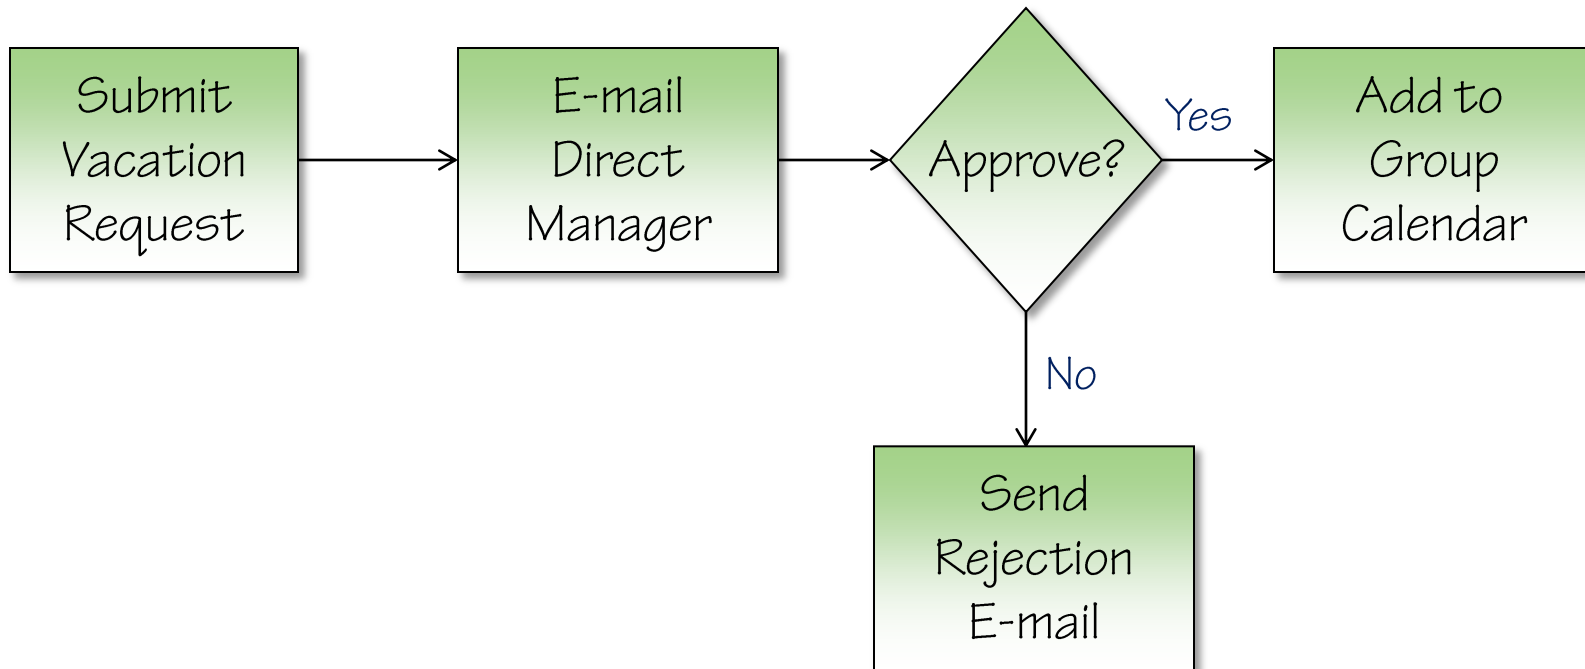 Submit
Vacation
Request
E-mail
Direct
Manager
Approve?
Yes
Add to
Group
Calendar
No
Send
Rejection
E-mail